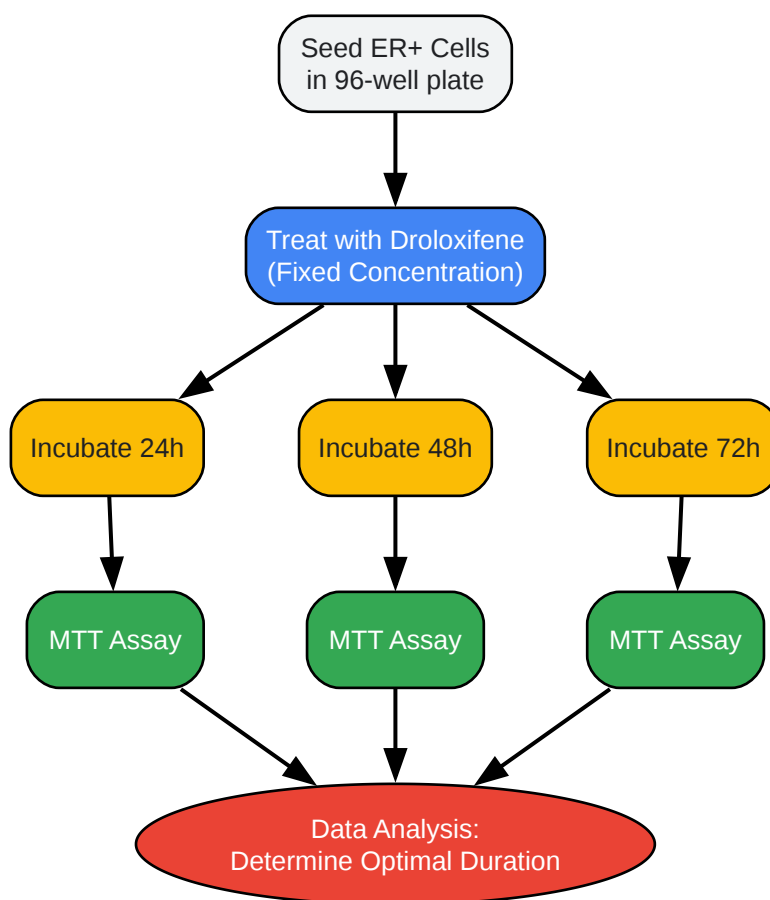 Seed ER+ Cells
in 96-well plate
Treat with Droloxifene
(Fixed Concentration)
Incubate 24h
Incubate 48h
Incubate 72h
MTT Assay
MTT Assay
MTT Assay
Data Analysis:
Determine Optimal Duration